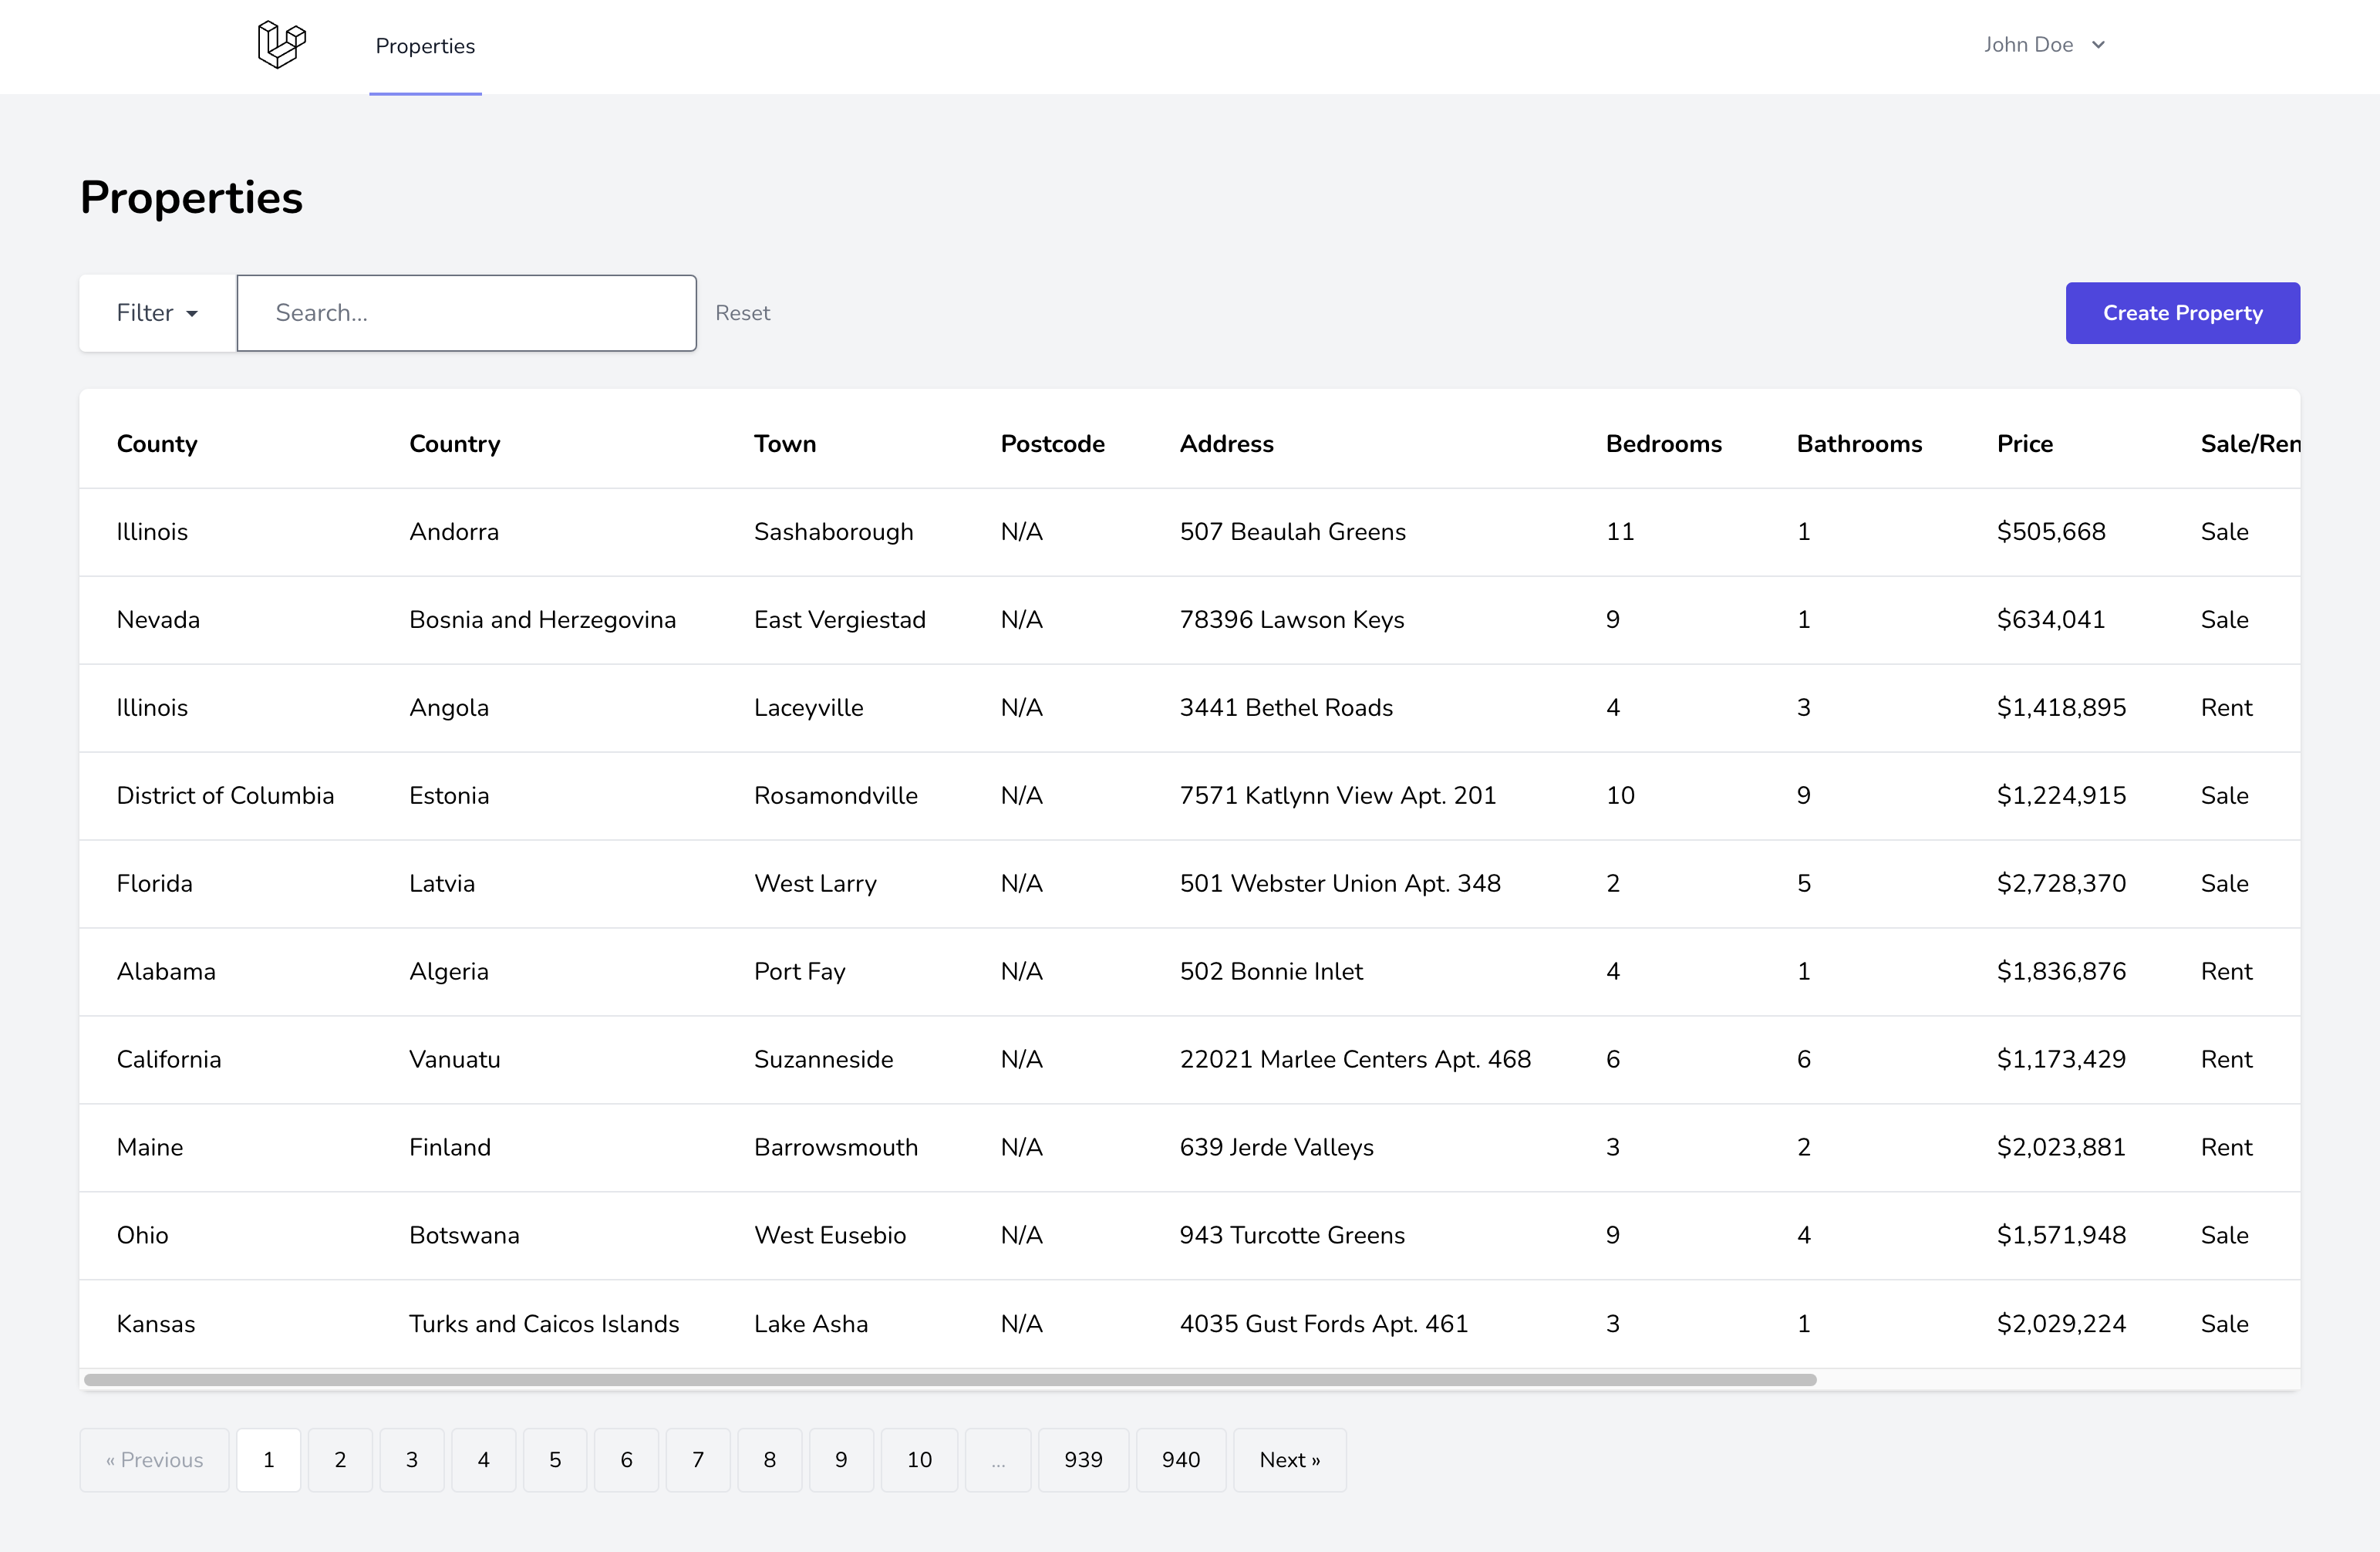 Properties
John Doe
Properties
Filter
Search...
Reset
Create Property
County Country Town Postcode Address Bedrooms Bathrooms Price Sale/Ren
Illinois Andorra Sashaborough N/A 507 Beaulah Greens 11 1 $505,668 Sale
Nevada Bosnia and Herzegovina East Vergiestad N/A 78396 Lawson Keys 9 1 $634,041 Sale
Illinois Angola Laceyville N/A 3441 Bethel Roads 4 3 $1,418,895 Rent
District of Columbia Estonia Rosamondville N/A 7571 Katlynn View Apt. 201 10 9 $1,224,915 Sale
Florida Latvia West Larry N/A 501 Webster Union Apt. 348 2 5 $2,728,370 Sale
Alabama Algeria Port Fay N/A 502 Bonnie Inlet 4 1 $1,836,876 Rent
California Vanuatu Suzanneside N/A 22021 Marlee Centers Apt. 468 6 6 $1,173,429 Rent
Maine Finland Barrowsmouth N/A 639 Jerde Valleys 3 2 $2,023,881 Rent
Ohio Botswana West Eusebio N/A 943 Turcotte Greens 9 4 $1,571,948 Sale
Kansas Turks and Caicos Islands Lake Asha N/A 4035 Gust Fords Apt. 461 3 1 $2,029,224 Sale
« Previous 1 2 3 4 5 6 7 8 9 10 ... 939 940 Next »